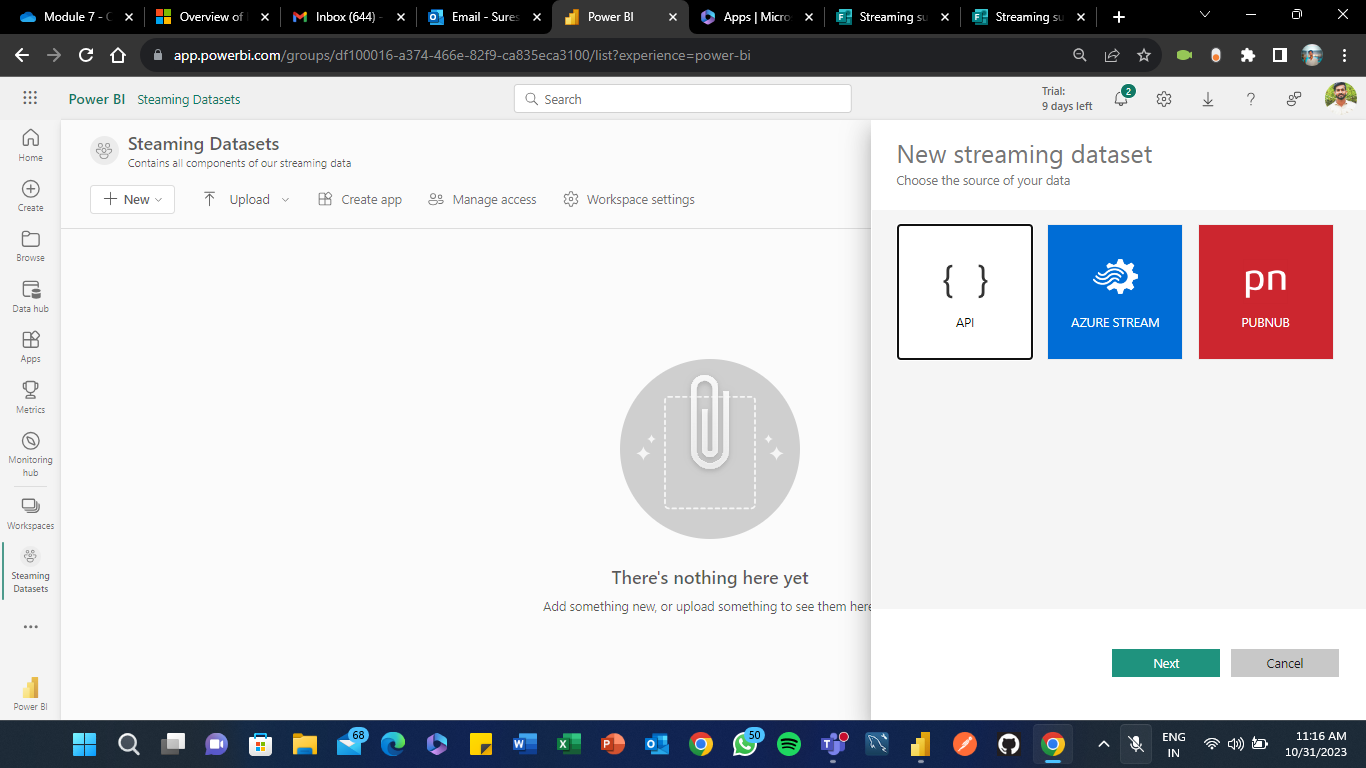 Module 7 - C
Overview of
Inbox (644) -
Email - Sures
Power BI
Apps | Micro
Streaming su
Streaming su
app.powerbi.com/groups/df100016-a374-466e-82f9-ca835eca3100/list?experience=power-bi
Power BI Steaming Datasets
Search
Trial:
9 days left
2
Home
Create
Browse
Data hub
Apps
Metrics
Monitoring
hub
Workspaces
Steaming
Datasets
Power BI
Steaming Datasets
Contains all components of our streaming data
New
Upload
Create app
Manage access
Workspace settings
There's nothing here yet
Add something new, or upload something to see them here
New streaming dataset
Choose the source of your data
{ }
API
AZURE STREAM
pn
PUBNUB
Next
Cancel
68
50
ENG
IN
11:16 AM
10/31/2023